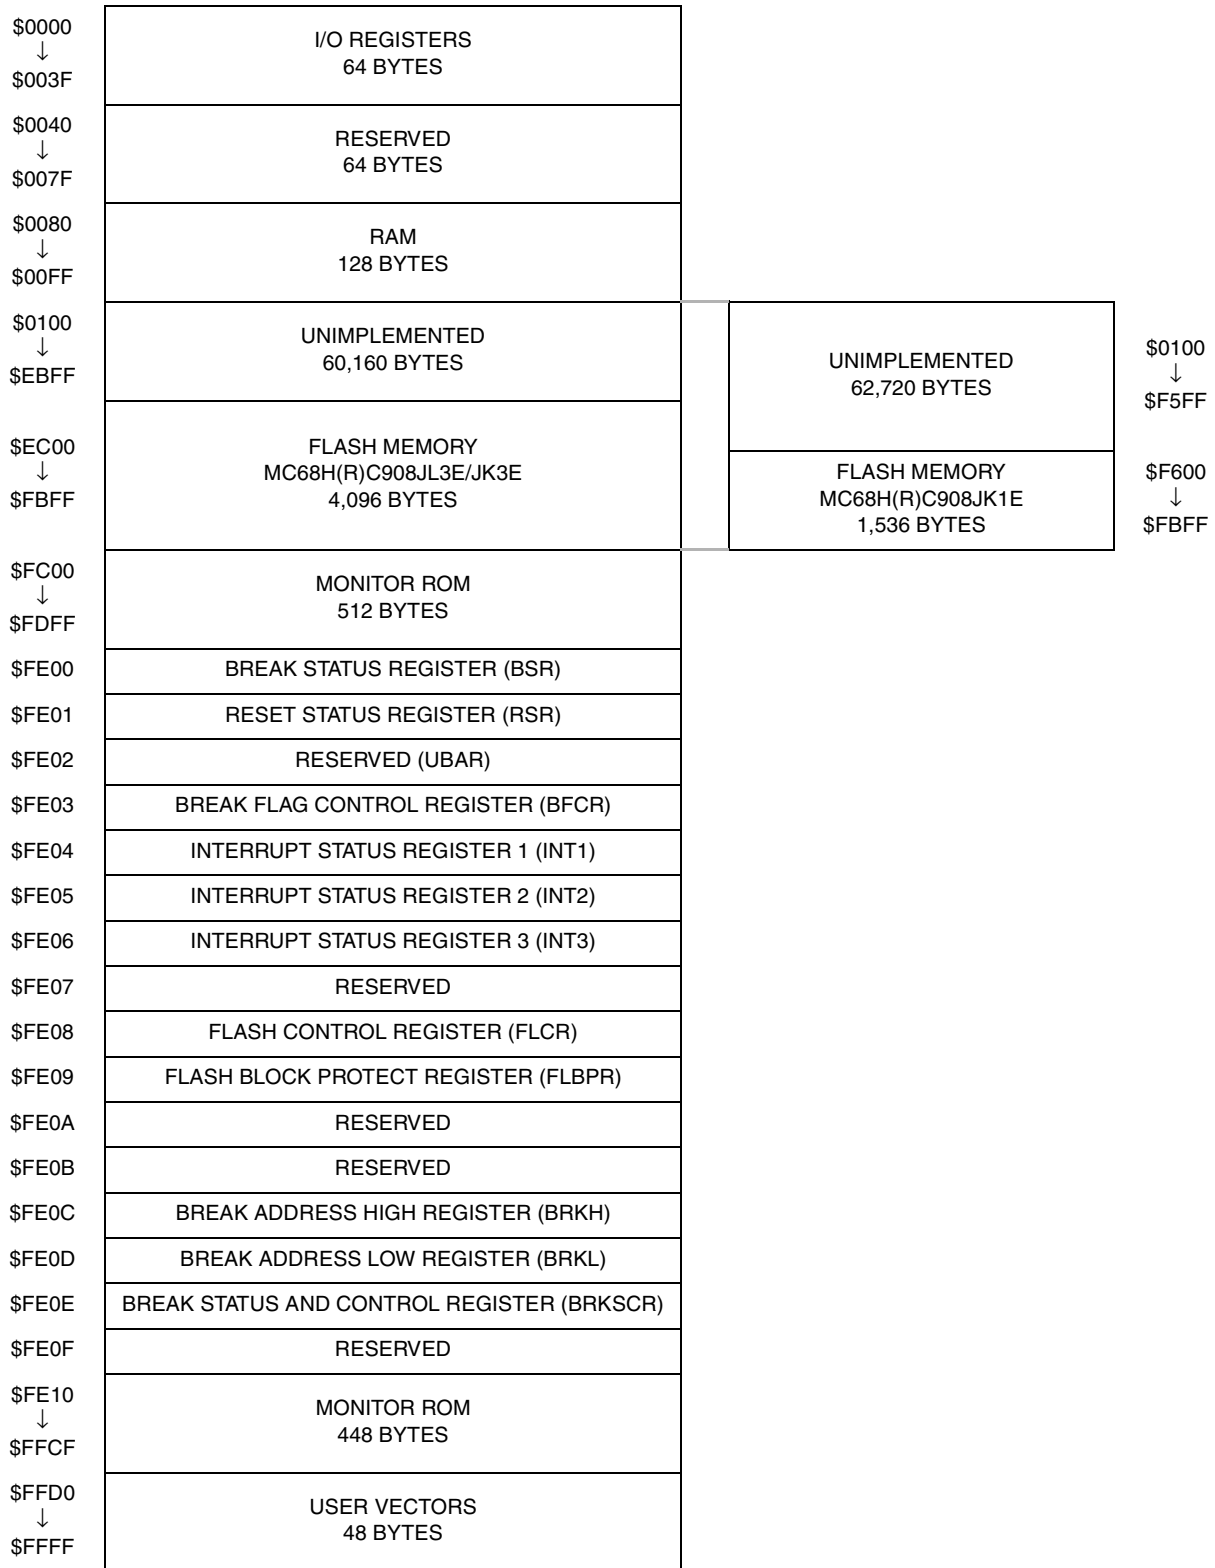 $0000
↓
$003F
I/O REGISTERS
64 BYTES
$0040
↓
$007F
RESERVED
64 BYTES
$0080
↓
$00FF
RAM
128 BYTES
$0100
↓
$EBFF
UNIMPLEMENTED
60,160 BYTES
UNIMPLEMENTED
62,720 BYTES
$0100
↓
$F5FF
$EC00
↓
$FBFF
FLASH MEMORY
MC68H(R)C908JL3E/JK3E
4,096 BYTES
FLASH MEMORY
MC68H(R)C908JK1E
1,536 BYTES
$F600
↓
$FBFF
$FC00
↓
$FDFF
MONITOR ROM
512 BYTES
$FE00 BREAK STATUS REGISTER (BSR)
$FE01 RESET STATUS REGISTER (RSR)
$FE02 RESERVED (UBAR)
$FE03 BREAK FLAG CONTROL REGISTER (BFCR)
$FE04 INTERRUPT STATUS REGISTER 1 (INT1)
$FE05 INTERRUPT STATUS REGISTER 2 (INT2)
$FE06 INTERRUPT STATUS REGISTER 3 (INT3)
$FE07 RESERVED
$FE08 FLASH CONTROL REGISTER (FLCR)
$FE09 FLASH BLOCK PROTECT REGISTER (FLBPR)
$FE0A RESERVED
$FE0B RESERVED
$FE0C BREAK ADDRESS HIGH REGISTER (BRKH)
$FE0D BREAK ADDRESS LOW REGISTER (BRKL)
$FE0E BREAK STATUS AND CONTROL REGISTER (BRKSCR)
$FE0F RESERVED
$FE10
↓
$FFCF
MONITOR ROM
448 BYTES
$FFD0
↓
$FFFF
USER VECTORS
48 BYTES